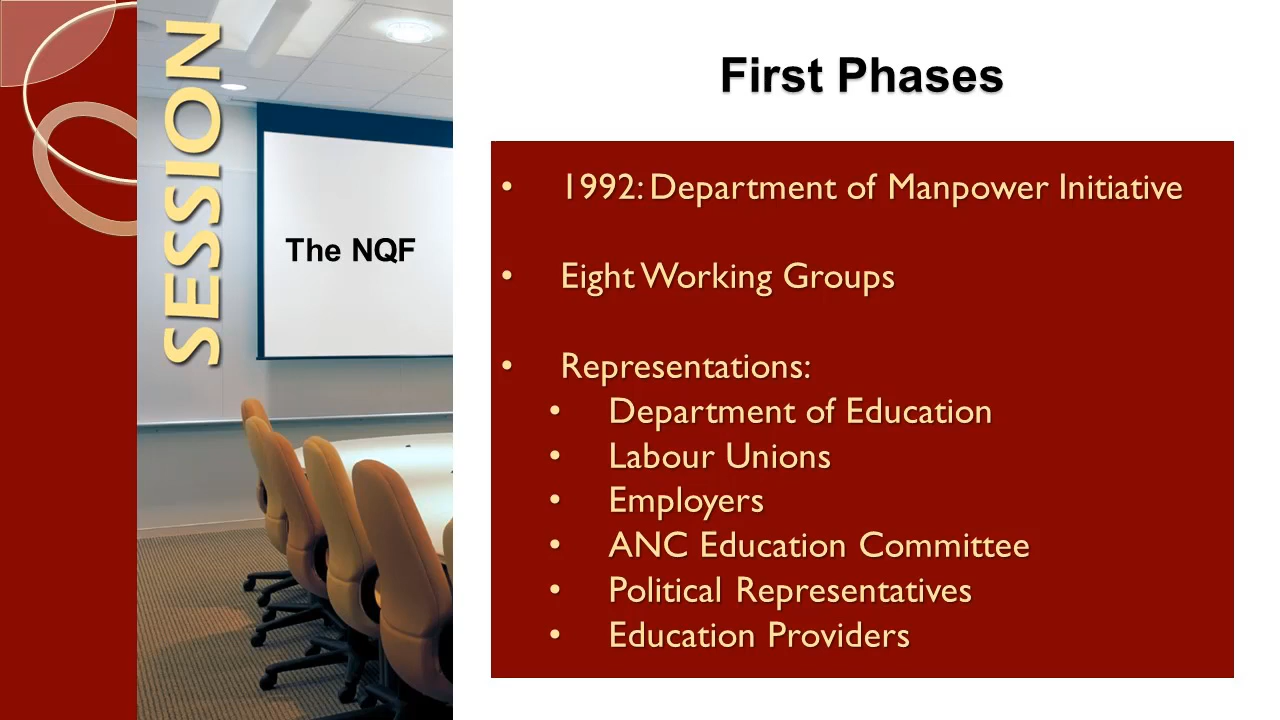 SESSION
The NQF
First Phases
• 1992: Department of Manpower Initiative
• Eight Working Groups
• Representations:
• Department of Education
• Labour Unions
• Employers
• ANC Education Committee
• Political Representatives
• Education Providers